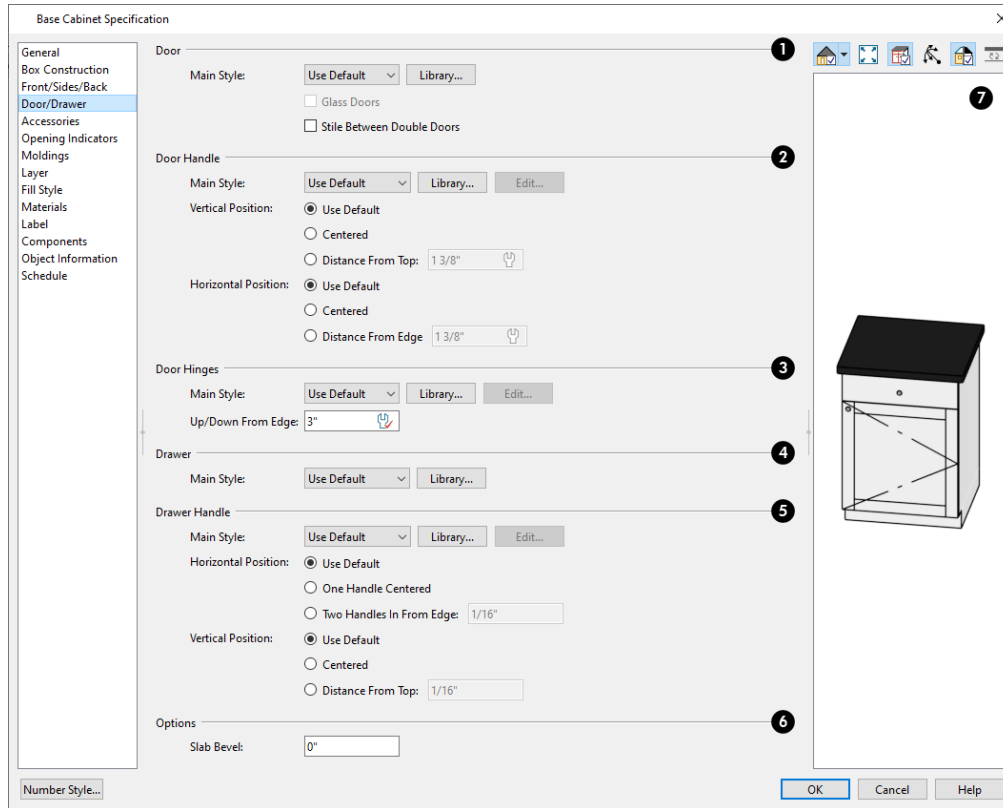 Base Cabinet Specification
General
Box Construction
Front/Sides/Back
Door/Drawer
Accessories
Opening Indicators
Moldings
Layer
Fill Style
Materials
Label
Components
Object Information
Schedule
Door 1
Main Style: Use Default Library...
Glass Doors
Stile Between Double Doors
Door Handle 2
Main Style: Use Default Library... Edit...
Vertical Position: Use Default
Centered
Distance From Top: 1 3/8"
Horizontal Position: Use Default
Centered
Distance From Edge 1 3/8"
Door Hinges 3
Main Style: Use Default Library... Edit...
Up/Down From Edge: 3"
Drawer 4
Main Style: Use Default Library...
Drawer Handle 5
Main Style: Use Default Library... Edit...
Horizontal Position: Use Default
One Handle Centered
Two Handles In From Edge: 1/16"
Vertical Position: Use Default
Centered
Distance From Top: 1/16"
Options 6
Slab Bevel: 0"
7
Number Style... OK Cancel Help